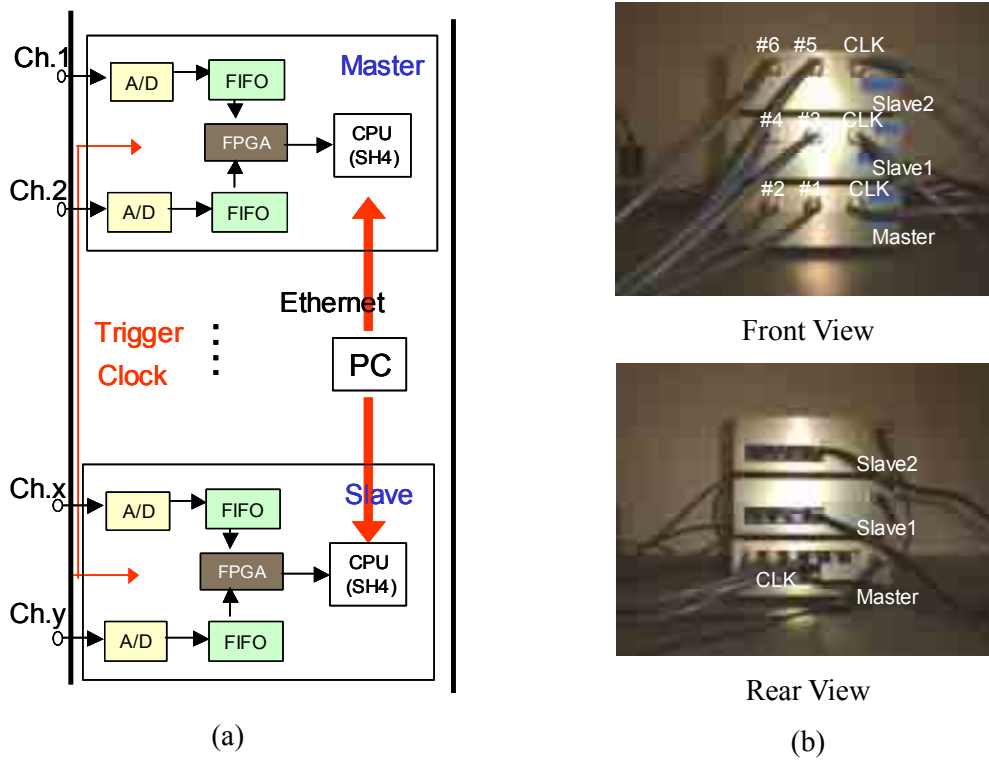 Ch.1
A/D
FIFO
Master
FPGA
CPU
(SH4)
Ch.2
A/D
FIFO
Ethernet
Trigger
Clock
PC
Ch.x
A/D
FIFO
Slave
FPGA
CPU
(SH4)
Ch.y
A/D
FIFO
(a)
#6 #5 CLK
Slave2
#4 #3 CLK
Slave1
#2 #1 CLK
Master
Front View
Slave2
Slave1
CLK
Master
Rear View
(b)